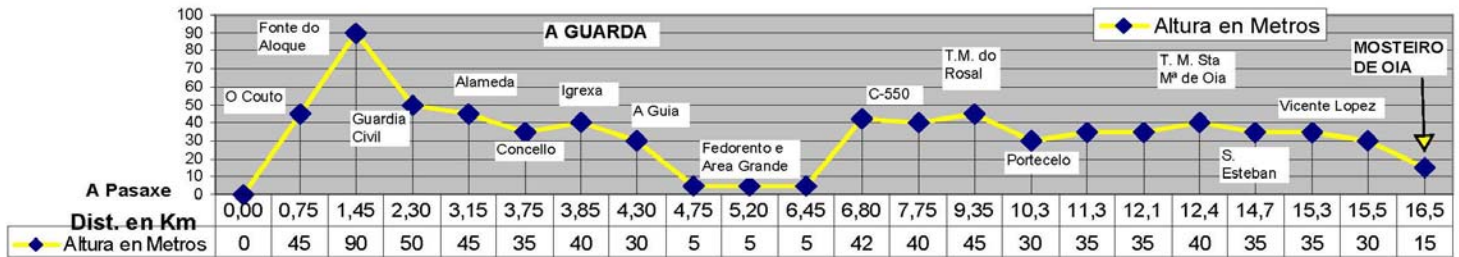 100
90
80
70
60
50
40
30
20
10
0
A GUARDA
Altura en Metros
Fonte do
Aloque
O Couto
Guardia
Civil
Alameda
Concello
Igrexa
A Guia
Fedorento e
Area Grande
C-550
T.M. do
Rosal
Portecelo
T. M. Sta
Mª de Oia
S.
Esteban
Vicente Lopez
MOSTEIRO
DE OIA
A Pasaxe
Dist. en Km
0,00 0,75 1,45 2,30 3,15 3,75 3,85 4,30 4,75 5,20 6,45 6,80 7,75 9,35 10,3 11,3 12,1 12,4 14,7 15,3 15,5 16,5
Altura en Metros 0 45 90 50 45 35 40 30 5 5 5 42 40 45 30 35 35 40 35 35 30 15